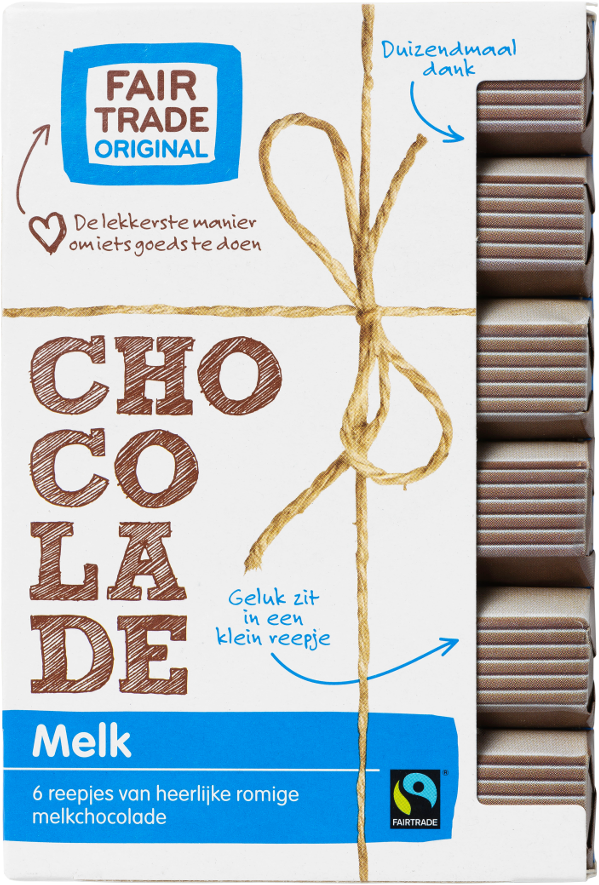 FAIR
TRADE
ORIGINAL
Duizendmaal
dank
De lekkerste manier
om iets goeds te doen
CHO
CO
LA
DE
Geluk zit
in een
klein reepje
Melk
6 reepjes van heerlijke romige
melkchocolade
FAIRTRADE
®